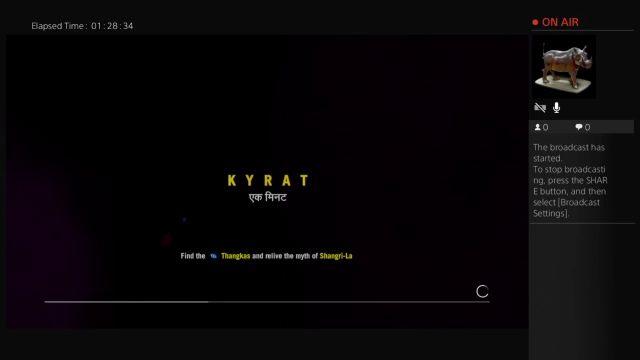 Elapsed Time : 01 : 28 : 34
ON AIR
KYRAT
एक मिनट
Find the Thangkas and relive the myth of Shangri-La
0 0
The broadcast has
started.
To stop broadcasti
ng, press the SHAR
E button, and then
select [Broadcast
Settings].